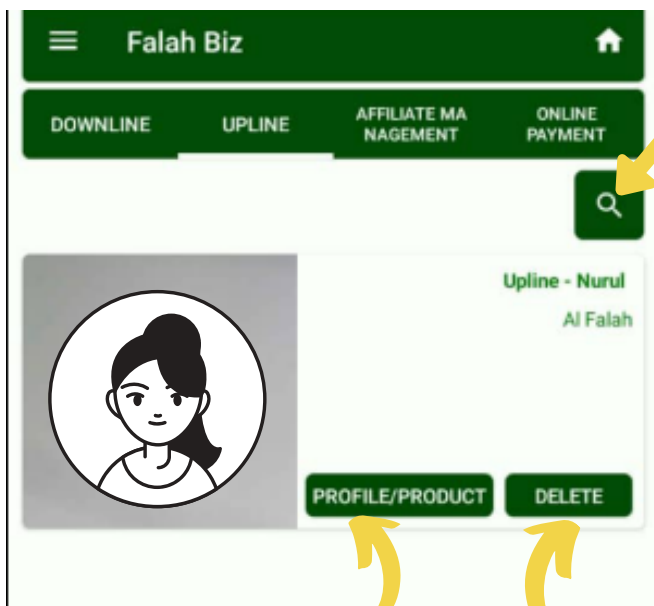 Falah Biz
DOWNLINE
UPLINE
AFFILIATE MA
NAGEMENT
ONLINE
PAYMENT
Upline - Nurul
Al Falah
PROFILE/PRODUCT
DELETE